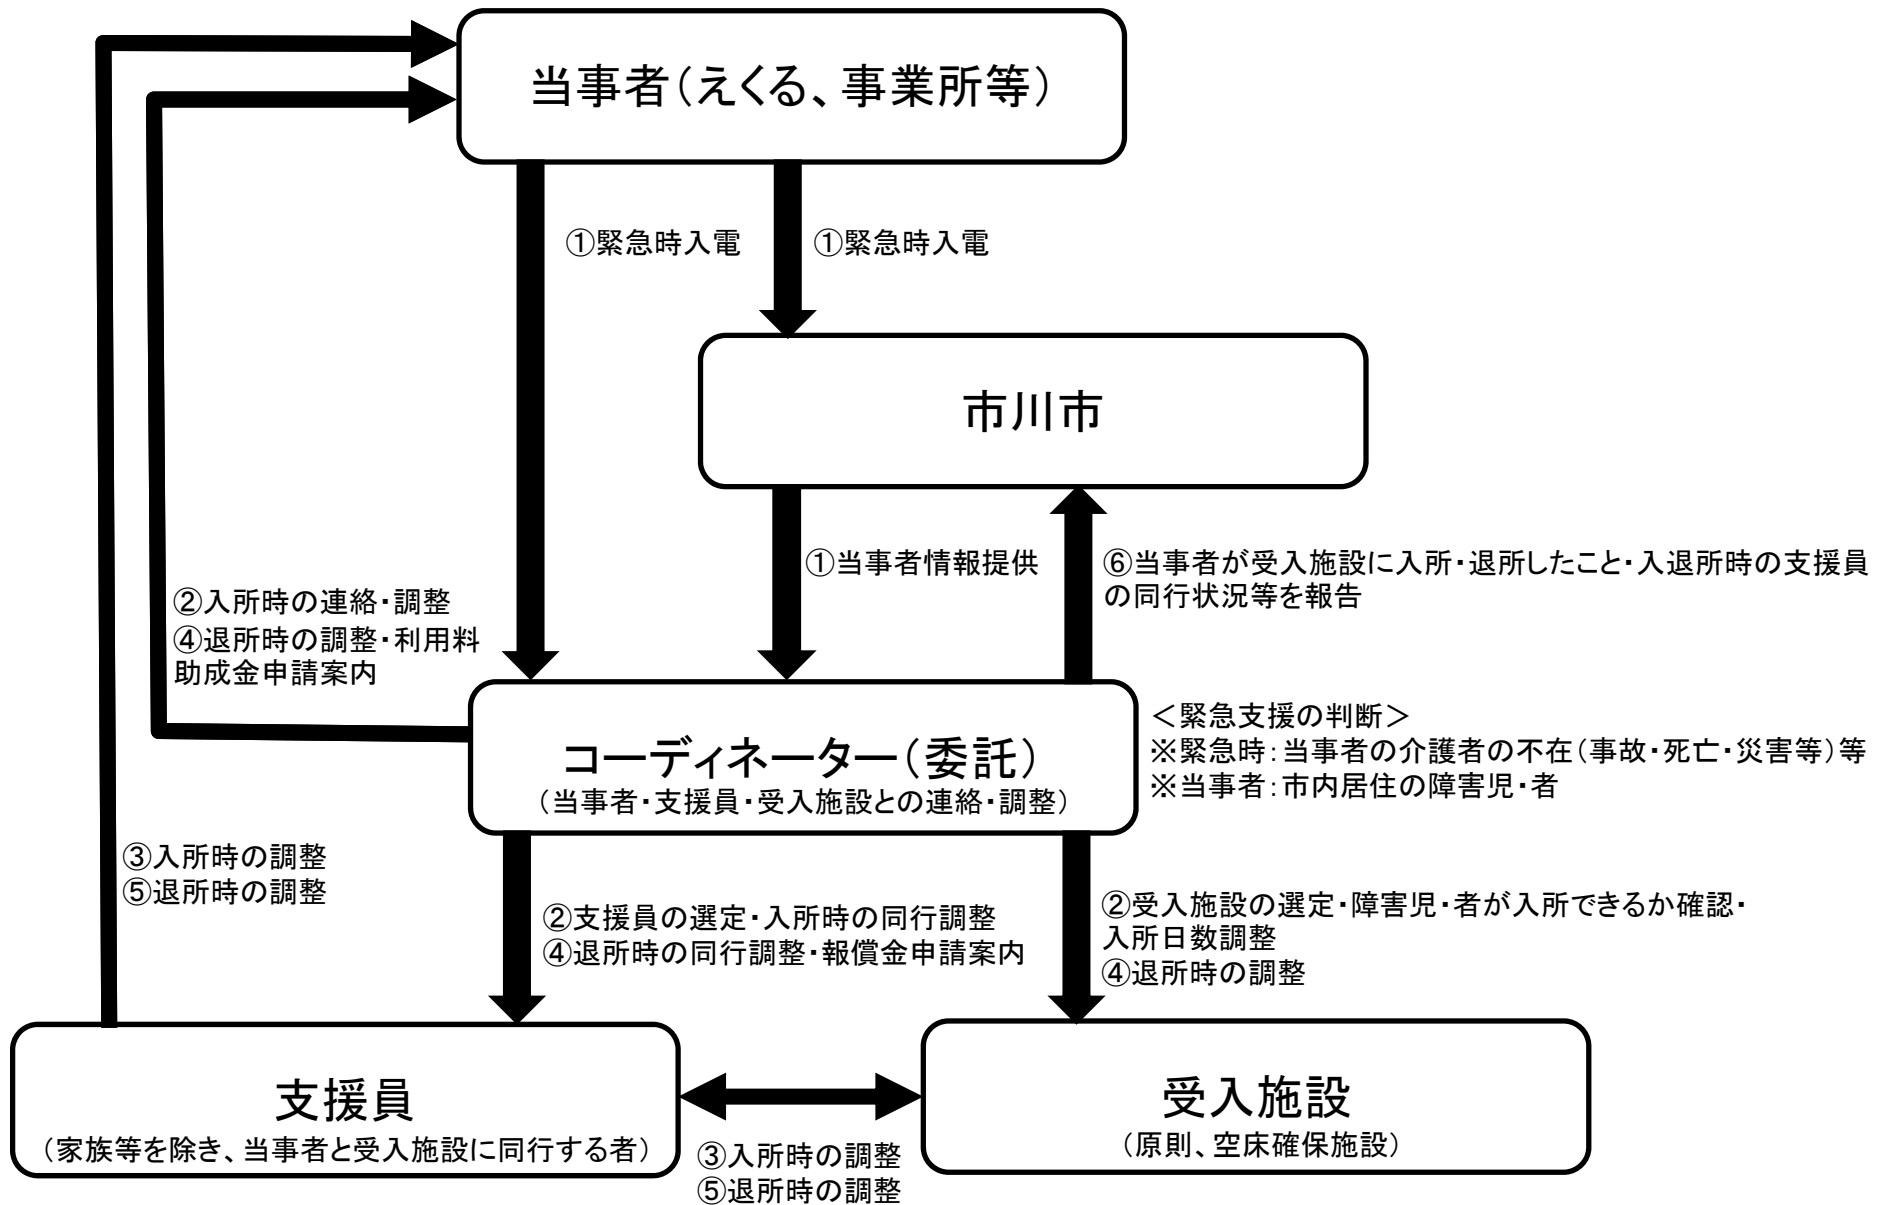 当事者（えくる、事業所等）
①緊急時入電
①緊急時入電
市川市
①当事者情報提供
⑥当事者が受入施設に入所・退所したこと・入退所時の支援員
の同行状況等を報告
②入所時の連絡・調整
④退所時の調整・利用料
助成金申請案内
コーディネーター（委託）
（当事者・支援員・受入施設との連絡・調整）
＜緊急支援の判断＞
※緊急時：当事者の介護者の不在（事故・死亡・災害等）等
※当事者：市内居住の障害児・者
③入所時の調整
⑤退所時の調整
②支援員の選定・入所時の同行調整
④退所時の同行調整・報償金申請案内
②受入施設の選定・障害児・者が入所できるか確認・
入所日数調整
④退所時の調整
支援員
（家族等を除き、当事者と受入施設に同行する者）
受入施設
（原則、空床確保施設）
③入所時の調整
⑤退所時の調整